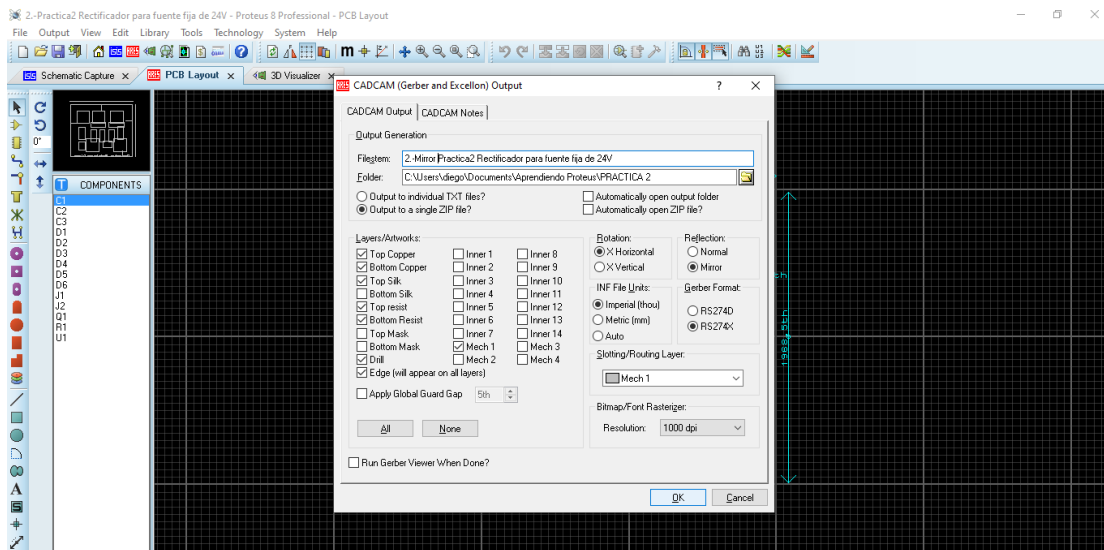 2.-Practica2 Rectificador para fuente fija de 24V - Proteus 8 Professional - PCB Layout
File Output View Edit Library Tools Technology System Help
Schematic Capture x PCB Layout x 3D Visualizer x
0°
COMPONENTS
C1
C2
C3
D1
D2
D3
D4
D5
D6
J1
J2
Q1
R1
U1
CADCAM (Gerber and Excellon) Output ? X
CADCAM Output CADCAM Notes
Output Generation
Filestem: 2.-Mirror Practica2 Rectificador para fuente fija de 24V
Folder: C:\Users\diego\Documents\Aprendiendo Proteus\PRACTICA 2
Output to individual TXT files? Automatically open output folder
Output to a single ZIP file? Automatically open ZIP file?
Layers/Artworks:
Top Copper Inner 1 Inner 8
Bottom Copper Inner 2 Inner 9
Top Silk Inner 3 Inner 10
Bottom Silk Inner 4 Inner 11
Top resist Inner 5 Inner 12
Bottom Resist Inner 6 Inner 13
Top Mask Inner 7 Inner 14
Bottom Mask Mech 1 Mech 3
Drill Mech 2 Mech 4
Edge (will appear on all layers)
Apply Global Guard Gap 5th
All None
Run Gerber Viewer When Done?
Rotation:
X Horizontal
X Vertical
Reflection:
Normal
Mirror
INF File Units:
Imperial (thou)
Metric (mm)
Auto
Gerber Format:
RS274D
RS274X
Slotting/Routing Layer:
Mech 1
Bitmap/Font Rasterizer:
Resolution: 1000 dpi
OK Cancel
1968.5th